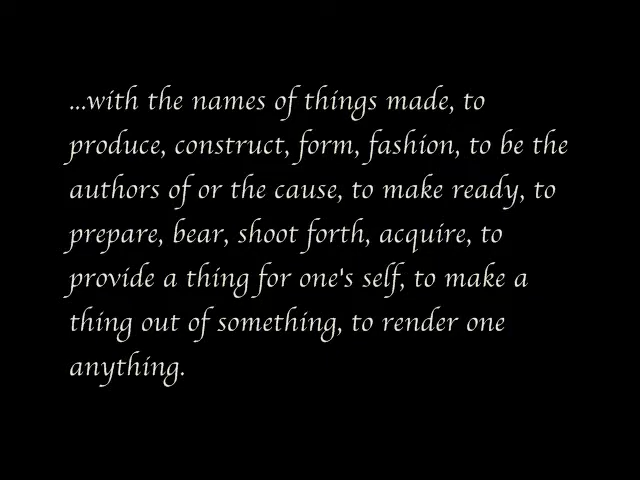 ...with the names of things made, to
produce, construct, form, fashion, to be the
authors of or the cause, to make ready, to
prepare, bear, shoot forth, acquire, to
provide a thing for one's self, to make a
thing out of something, to render one
anything.